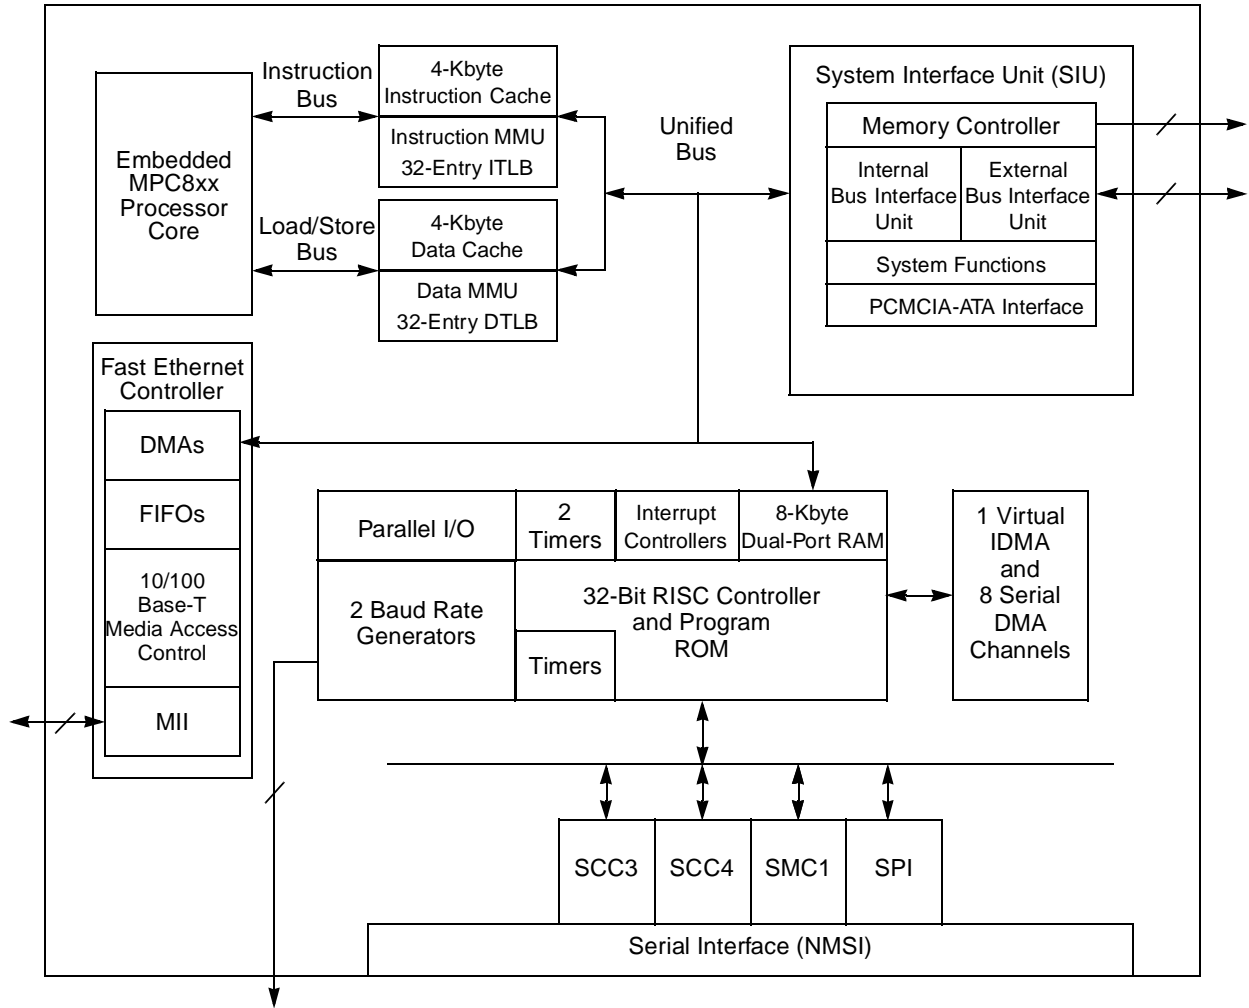 Embedded
MPC8xx
Processor
Core
Instruction
Bus
Load/Store
Bus
4-Kbyte
Instruction Cache
Instruction MMU
32-Entry ITLB
4-Kbyte
Data Cache
Data MMU
32-Entry DTLB
Unified
Bus
System Interface Unit (SIU)
Memory Controller
Internal
Bus Interface
Unit
External
Bus Interface
Unit
System Functions
PCMCIA-ATA Interface
Fast Ethernet
Controller
DMAs
FIFOs
10/100
Base-T
Media Access
Control
MII
Parallel I/O
2
Timers
Interrupt
Controllers
8-Kbyte
Dual-Port RAM
2 Baud Rate
Generators
Timers
32-Bit RISC Controller
and Program
ROM
1 Virtual
IDMA
and
8 Serial
DMA
Channels
SCC3
SCC4
SMC1
SPI
Serial Interface (NMSI)